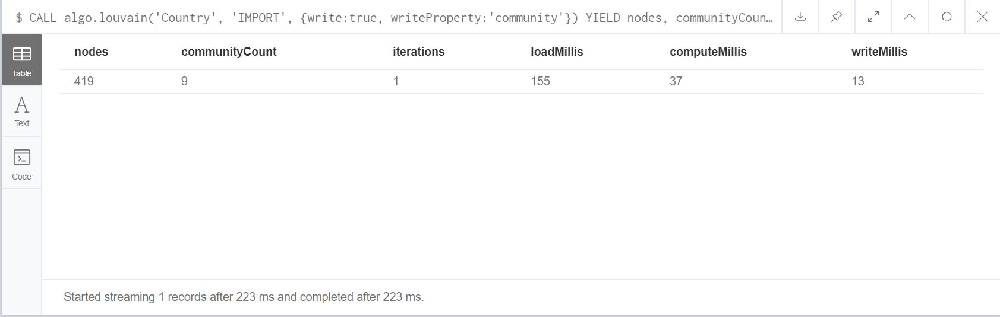 $ CALL algo.louvain('Country', 'IMPORT', {write:true, writeProperty:'community'}) YIELD nodes, communityCoun…
nodes communityCount iterations loadMillis computeMillis writeMillis
419 9 1 155 37 13
Table
A
Text
Code
Started streaming 1 records after 223 ms and completed after 223 ms.